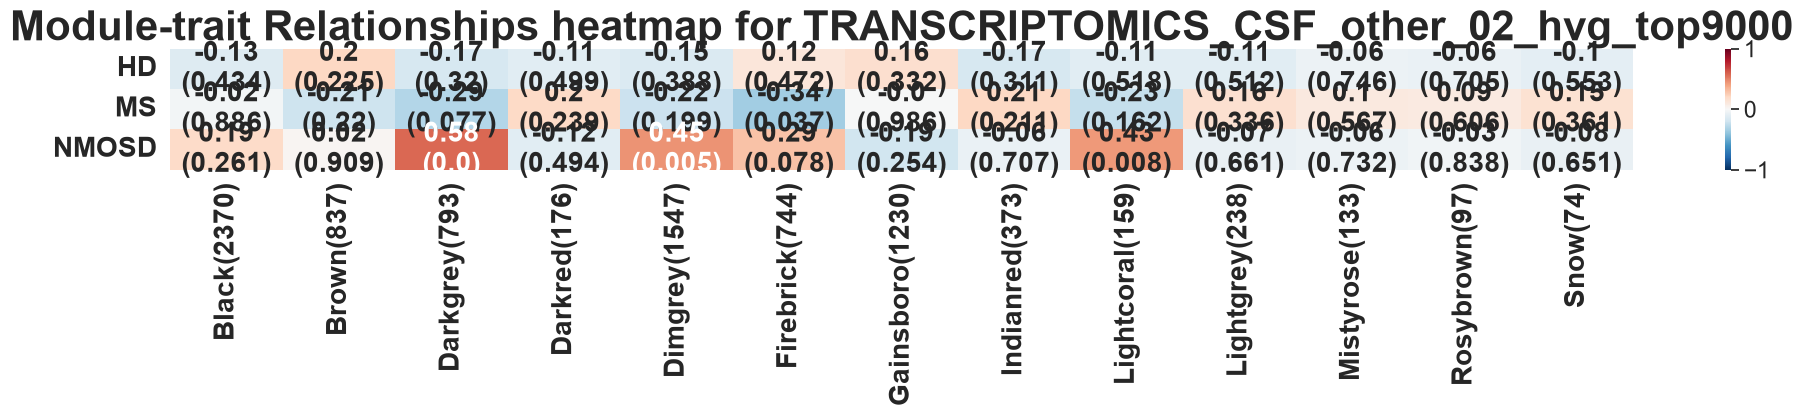 Module-trait Relationships heatmap for TRANSCRIPTOMICS_CSF_other_02_hvg_top9000
HD
-0.13 0.2 -0.17 -0.11 -0.15 0.12 0.16 -0.17 -0.11 -0.11 -0.06 -0.06 -0.1
(0.434) (0.225) (0.32) (0.499) (0.388) (0.472) (0.332) (0.311) (0.518) (0.512) (0.746) (0.705) (0.553)
MS
-0.02 -0.21 -0.29 0.2 -0.22 -0.34 -0.0 0.21 -0.23 0.16 0.1 0.09 0.15
(0.886) (0.22) (0.077) (0.239) (0.199) (0.037) (0.986) (0.211) (0.162) (0.336) (0.567) (0.606) (0.361)
NMOSD
0.19 0.02 0.58 -0.12 0.45 0.29 -0.19 -0.06 0.43 -0.07 -0.06 -0.03 -0.08
(0.261) (0.909) (0.0) (0.494) (0.005) (0.078) (0.254) (0.707) (0.008) (0.661) (0.732) (0.838) (0.651)
Black(2370)
Brown(837)
Darkgrey(793)
Darkred(176)
Dimgrey(1547)
Firebrick(744)
Gainsboro(1230)
Indianred(373)
Lightcoral(159)
Lightgrey(238)
Mistyrose(133)
Rosybrown(97)
Snow(74)
1
0
−1